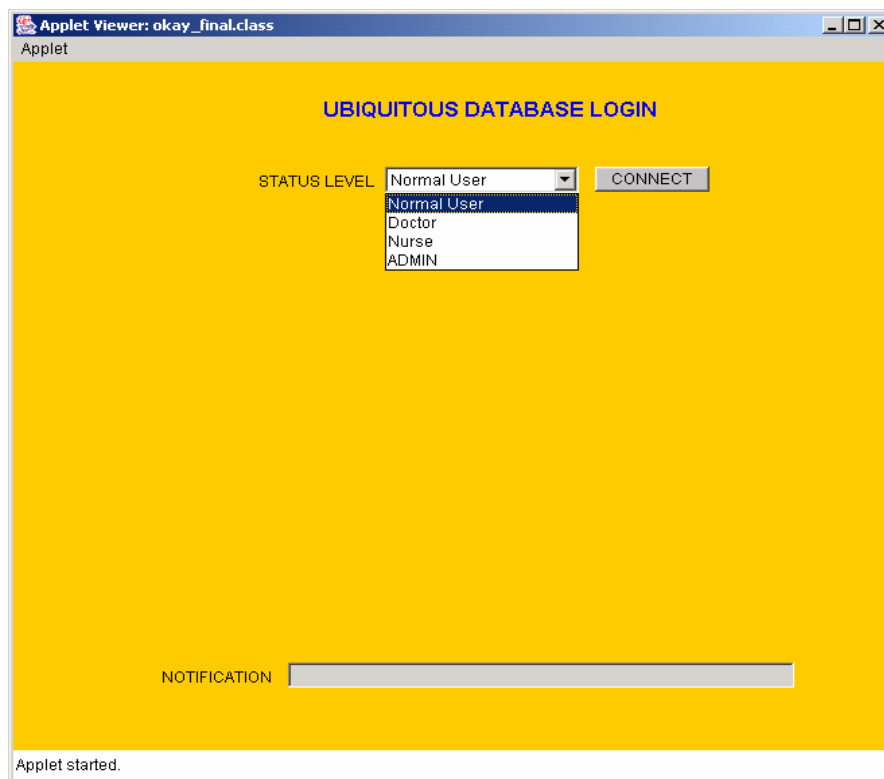 Applet Viewer: okay_final.class
Applet
UBIQUITOUS DATABASE LOGIN
STATUS LEVEL Normal User CONNECT
Normal User
Doctor
Nurse
ADMIN
NOTIFICATION
Applet started.